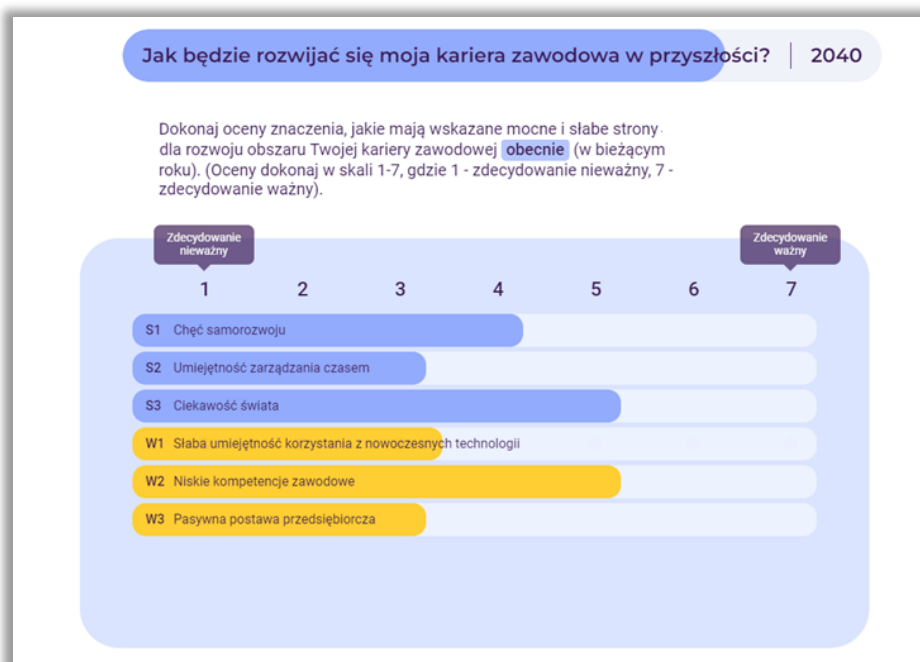 Jak będzie rozwijać się moja kariera zawodowa w przyszłości? | 2040
Dokonaj oceny znaczenia, jakie mają wskazane mocne i słabe strony
dla rozwoju obszaru Twojej kariery zawodowej obecnie (w bieżącym
roku). (Oceny dokonaj w skali 1-7, gdzie 1 - zdecydowanie nieważny, 7 -
zdecydowanie ważny).
Zdecydowanie
nieważny
Zdecydowanie
ważny
1 2 3 4 5 6 7
S1 Chęć samorozwoju
S2 Umiejętność zarządzania czasem
S3 Ciekawość świata
W1 Słaba umiejętność korzystania z nowoczesnych technologii
W2 Niskie kompetencje zawodowe
W3 Pasywna postawa przedsiębiorcza